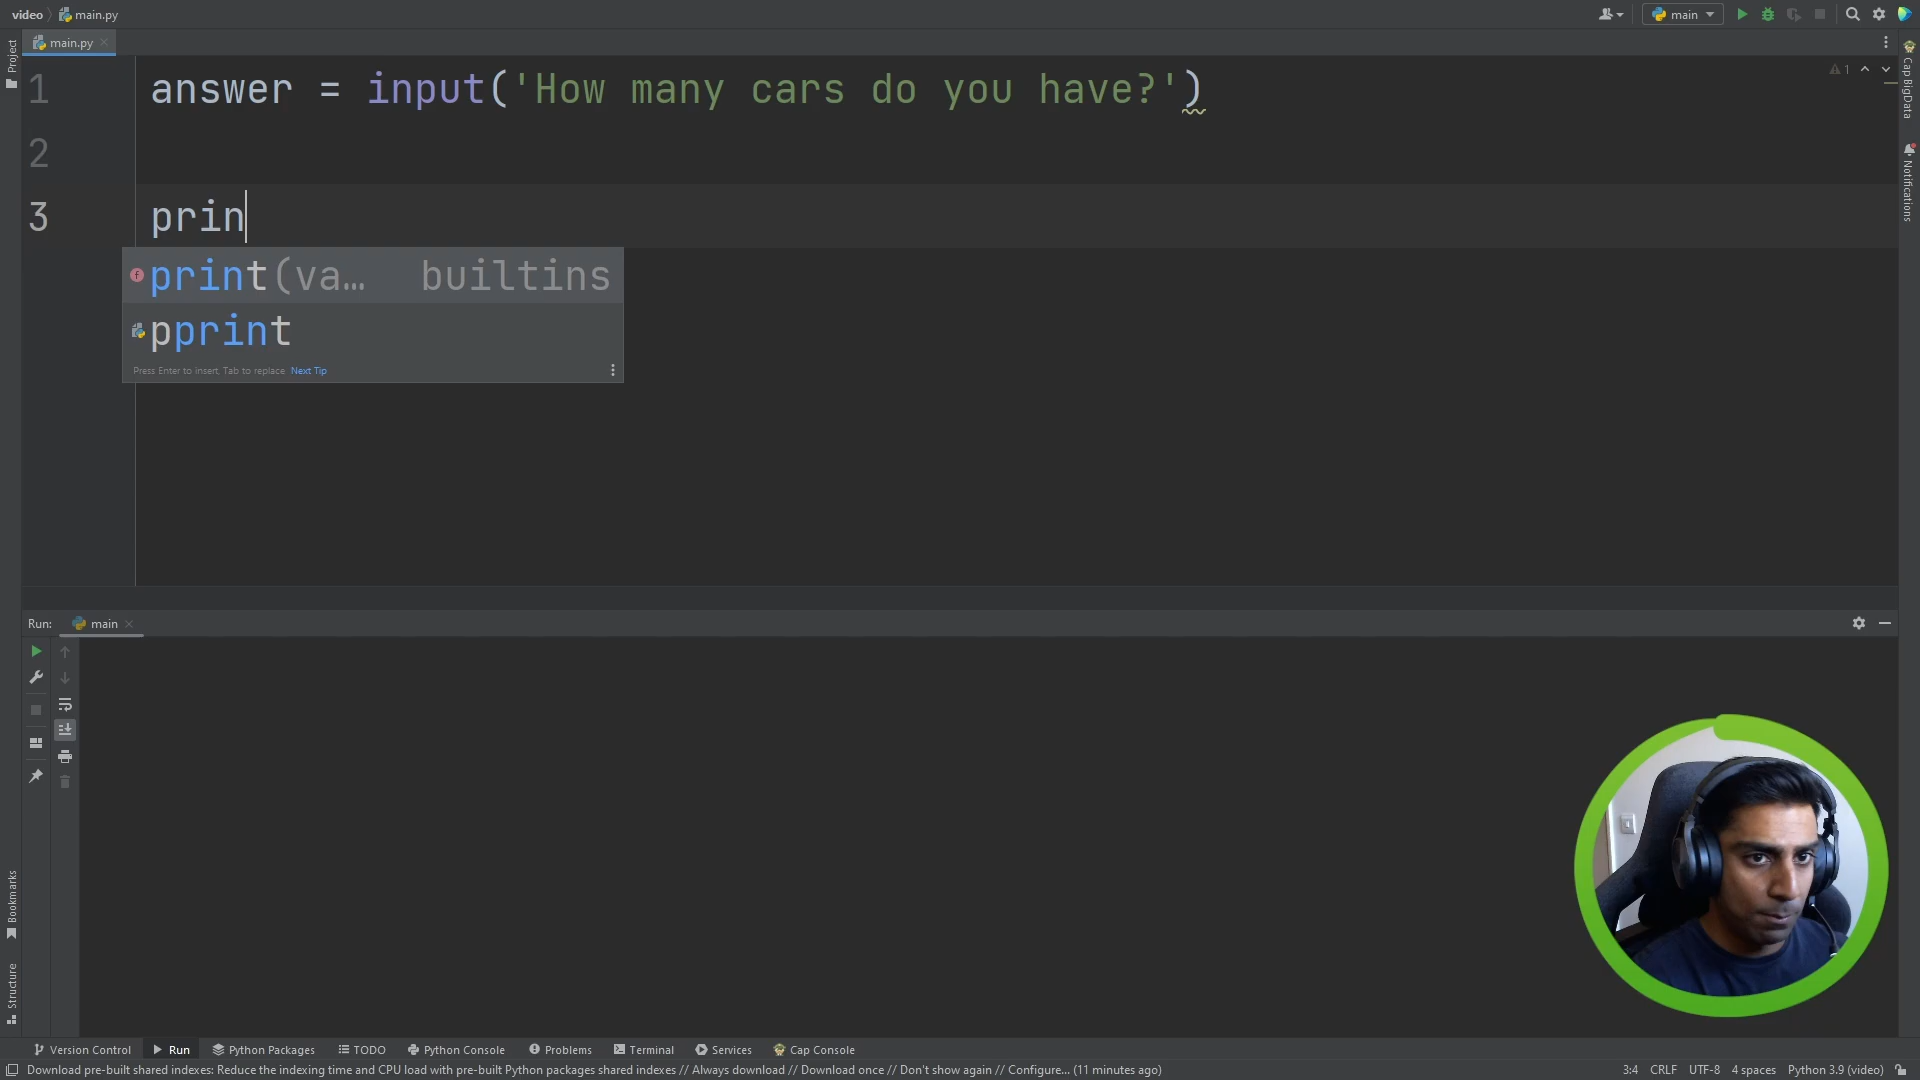 video
main.py
main
main.py
Project
1 answer = input('How many cars do you have?')
1
2
3 prin
print(va... builtins
pprint
Press Enter to insert, Tab to replace Next Tip
Cap BigData
Notifications
Run: main
Bookmarks
Structure
Version Control Run Python Packages TODO Python Console Problems Terminal Services Cap Console
Download pre-built shared indexes: Reduce the indexing time and CPU load with pre-built Python packages shared indexes // Always download // Download once // Don't show again // Configure... (11 minutes ago) 3:4 CRLF UTF-8 4 spaces Python 3.9 (video)